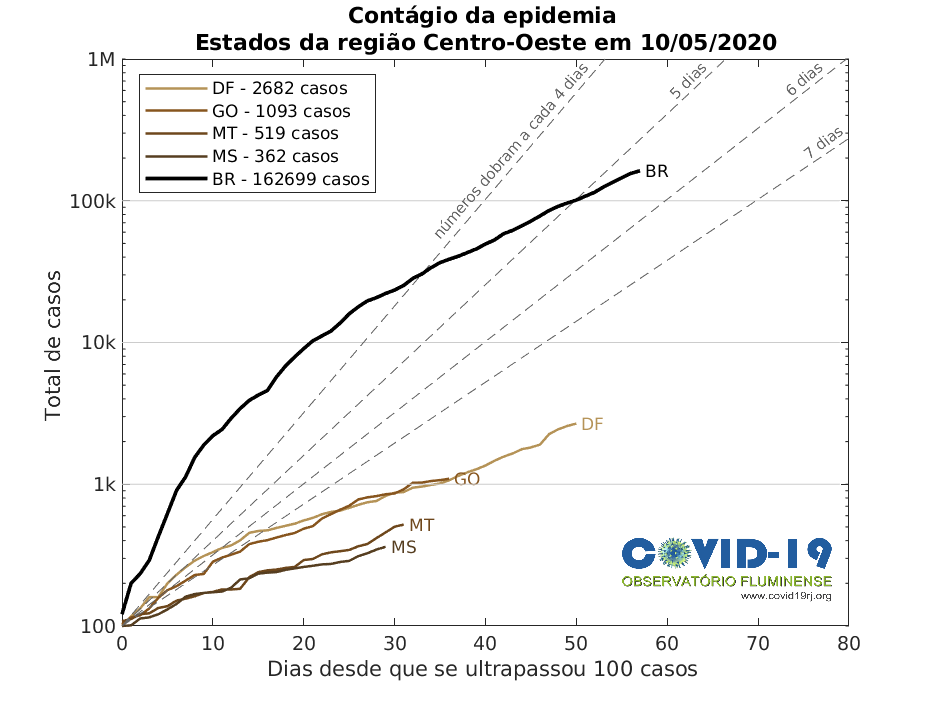 Contágio da epidemia
Estados da região Centro-Oeste em 10/05/2020
1M
100k
10k
1k
100
Total de casos
DF - 2682 casos
GO - 1093 casos
MT - 519 casos
MS - 362 casos
BR - 162699 casos
números dobram a cada 4 dias
5 dias
6 dias
7 dias
BR
DF
GO
MT
MS
COVID-19
OBSERVATÓRIO FLUMINENSE
www.covid19rj.org
0 10 20 30 40 50 60 70 80
Dias desde que se ultrapassou 100 casos